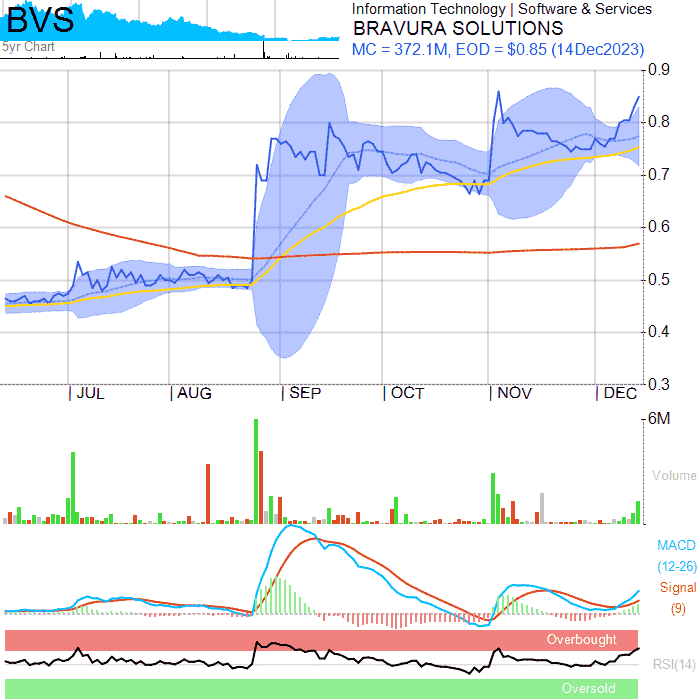 BVS
5yr Chart
Information Technology | Software & Services
BRAVURA SOLUTIONS
MC = 372.1M, EOD = $0.85 (14Dec2023)
0.9
0.8
0.7
0.6
0.5
0.4
0.3
JUL AUG SEP OCT NOV DEC
6M
Volume
MACD
(12-26)
Signal
(9)
Overbought
RSI(14)
Oversold